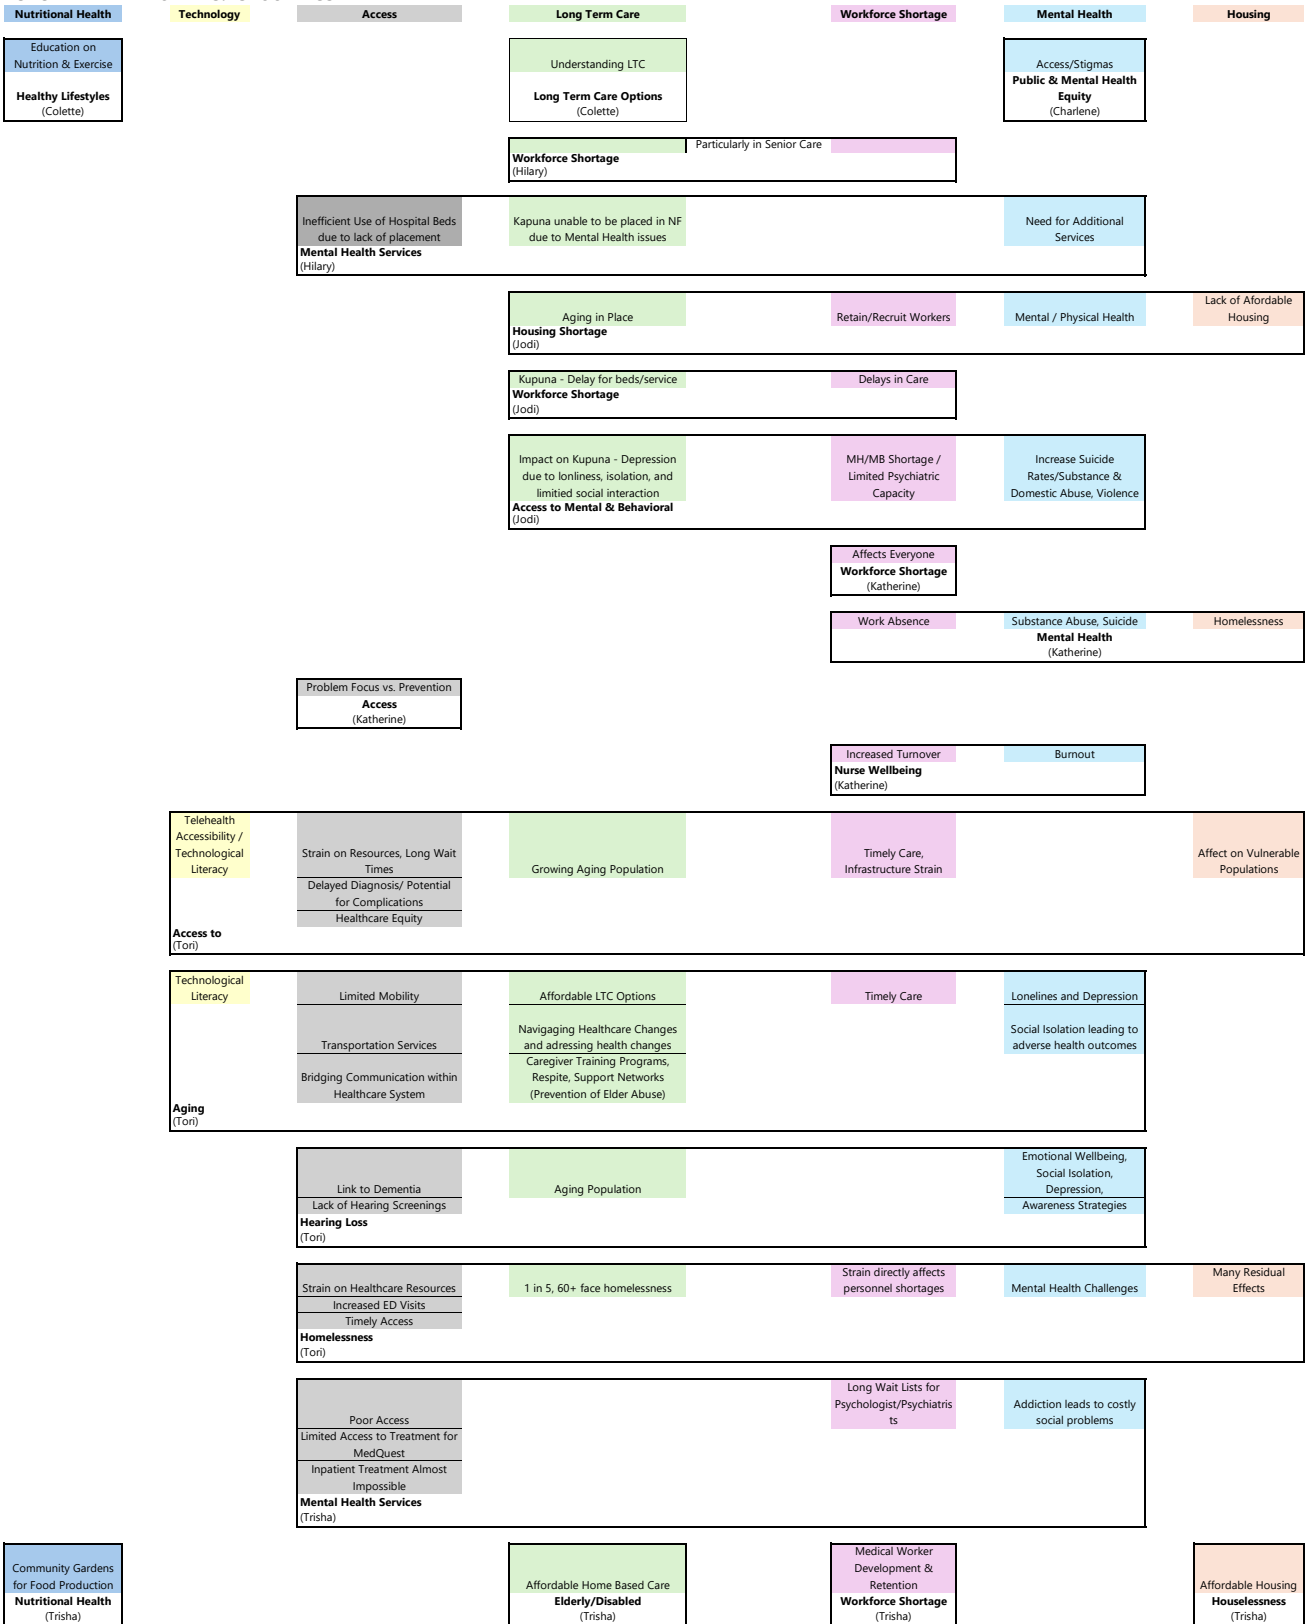 Nutritional Health Technology Access Long Term Care Workforce Shortage Mental Health Housing
Education on
Nutrition & Exercise
Healthy Lifestyles
(Colette)
Understanding LTC
Long Term Care Options
(Colette)
Access/Stigmas
Public & Mental Health
Equity
(Charlene)
Particularly in Senior Care
Workforce Shortage
(Hilary)
Inefficient Use of Hospital Beds
due to lack of placement
Kapuna unable to be placed in NF
due to Mental Health issues
Need for Additional
Services
Mental Health Services
(Hilary)
Aging in Place
Retain/Recruit Workers
Mental / Physical Health
Lack of Afordable
Housing
Housing Shortage
(Jodi)
Kupuna - Delay for beds/service
Delays in Care
Workforce Shortage
(Jodi)
Impact on Kupuna - Depression
due to lonliness, isolation, and
limitied social interaction
MH/MB Shortage /
Limited Psychiatric
Capacity
Increase Suicide
Rates/Substance &
Domestic Abuse, Violence
Access to Mental & Behavioral
(Jodi)
Affects Everyone
Workforce Shortage
(Katherine)
Work Absence
Substance Abuse, Suicide
Homelessness
Mental Health
(Katherine)
Problem Focus vs. Prevention
Access
(Katherine)
Increased Turnover
Burnout
Nurse Wellbeing
(Katherine)
Telehealth
Accessibility /
Technological
Literacy
Strain on Resources, Long Wait
Times
Delayed Diagnosis/ Potential
for Complications
Healthcare Equity
Growing Aging Population
Timely Care,
Infrastructure Strain
Affect on Vulnerable
Populations
Access to
(Tori)
Technological
Literacy
Limited Mobility
Transportation Services
Bridging Communication within
Healthcare System
Affordable LTC Options
Navigaging Healthcare Changes
and adressing health changes
Caregiver Training Programs,
Respite, Support Networks
(Prevention of Elder Abuse)
Timely Care
Lonelines and Depression
Social Isolation leading to
adverse health outcomes
Aging
(Tori)
Link to Dementia
Lack of Hearing Screenings
Aging Population
Emotional Wellbeing,
Social Isolation,
Depression,
Awareness Strategies
Hearing Loss
(Tori)
Strain on Healthcare Resources
Increased ED Visits
Timely Access
1 in 5, 60+ face homelessness
Strain directly affects
personnel shortages
Mental Health Challenges
Many Residual
Effects
Homelessness
(Tori)
Poor Access
Limited Access to Treatment for
MedQuest
Inpatient Treatment Almost
Impossible
Long Wait Lists for
Psychologist/Psychiatris
ts
Addiction leads to costly
social problems
Mental Health Services
(Trisha)
Community Gardens
for Food Production
Nutritional Health
(Trisha)
Affordable Home Based Care
Elderly/Disabled
(Trisha)
Medical Worker
Development &
Retention
Workforce Shortage
(Trisha)
Affordable Housing
Houselessness
(Trisha)